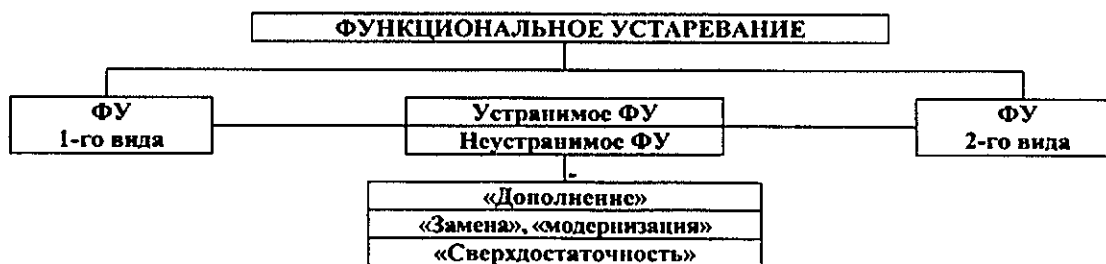 ФУНКЦИОНАЛЬНОЕ УСТАРЕВАНИЕ
ФУ
1-го вида
Устранимое ФУ
Неустранимое ФУ
ФУ
2-го вида
«Дополнение»
«Замена», «модернизация»
«Сверхдостаточность»